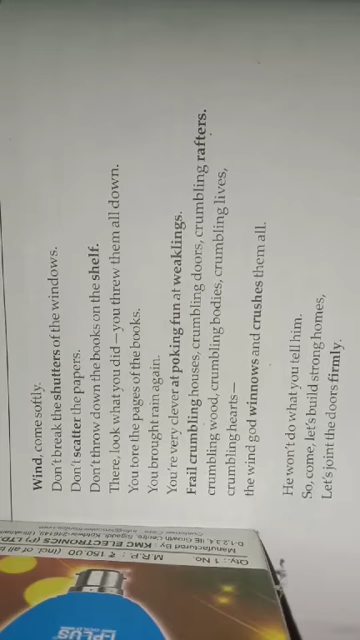 Wind, come softly.
Don't break the shutters of the windows.
Don't scatter the papers.
Don't throw down the books on the shelf.
There, look what you did — you threw them all down.
You tore the pages of the books.
You brought rain again.
You're very clever at poking fun at weaklings.
Frail crumbling houses, crumbling doors, crumbling rafters,
crumbling wood, crumbling bodies, crumbling lives,
crumbling hearts —
the wind god winnows and crushes them all.
He won't do what you tell him.
So, come, let's build strong homes,
Let's joint the doors firmly.
Qty.: 1 No
M.R.P.: ₹ 150.00 (Incl. of all
Manufactured By: KMC ELECTRONICS (P) LTD.
PLUS